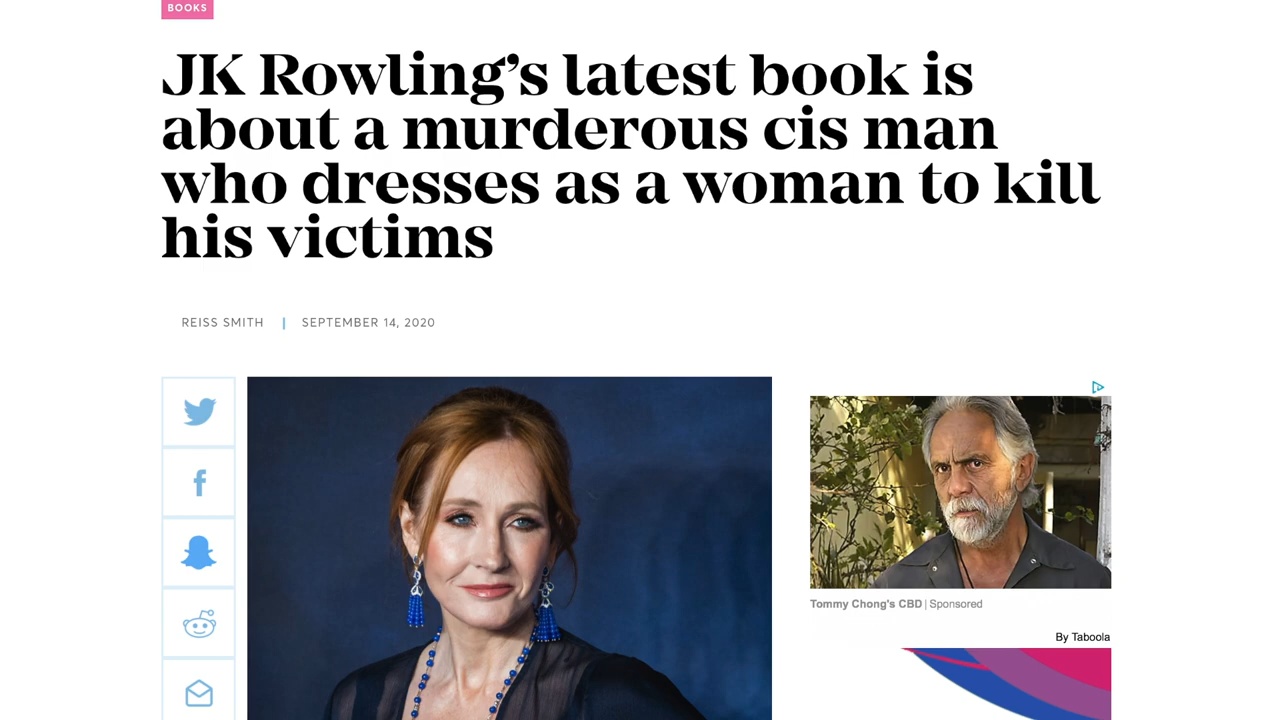 BOOKS
JK Rowling’s latest book is
about a murderous cis man
who dresses as a woman to kill
his victims
REISS SMITH | SEPTEMBER 14, 2020
Tommy Chong's CBD | Sponsored
By Taboola